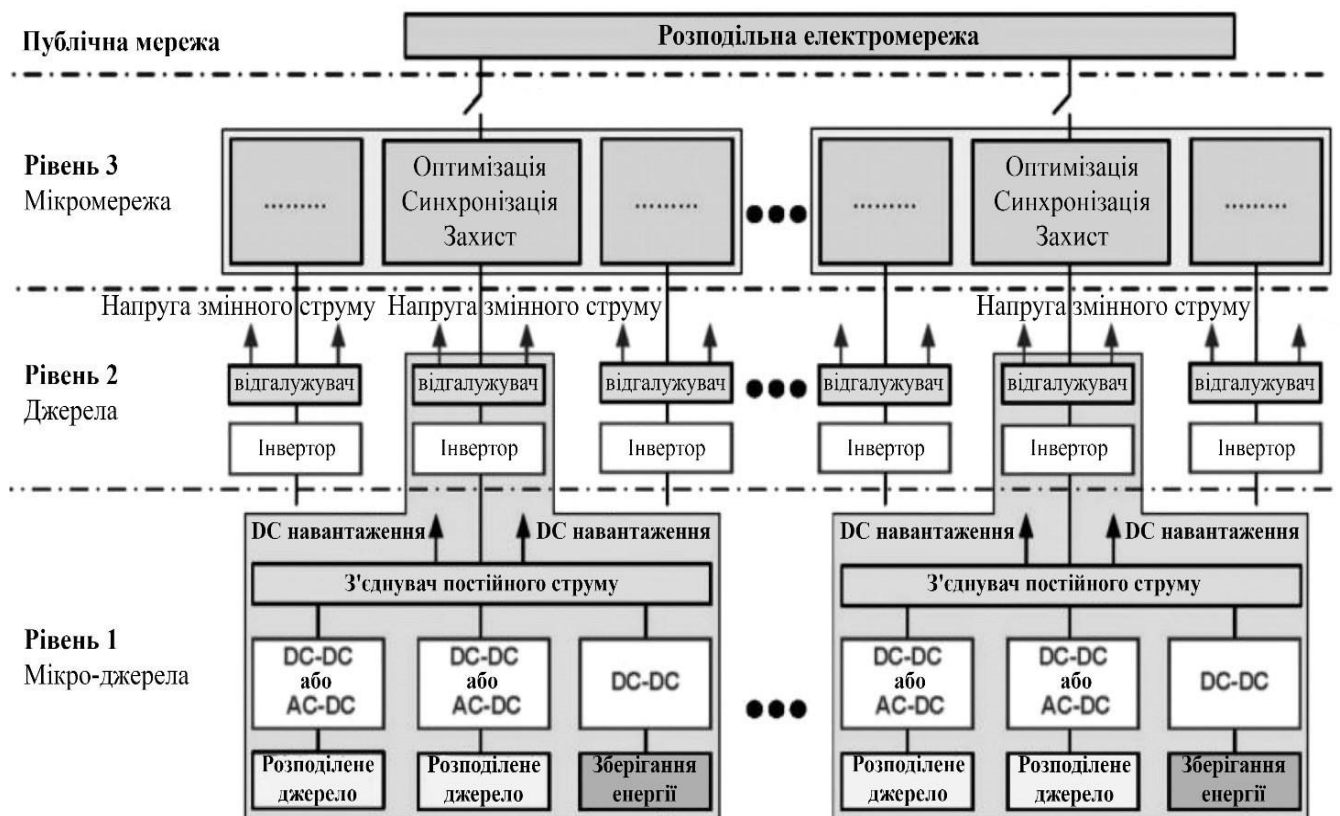 Публічна мережа
Розподільна електромережа
Рівень 3
Мікромережа
.........
Оптимізація
Синхронізація
Захист
.........
.........
Оптимізація
Синхронізація
Захист
.........
Напруга змінного струму
Напруга змінного струму
Напруга змінного струму
Рівень 2
Джерела
відгалужувач
відгалужувач
відгалужувач
відгалужувач
відгалужувач
відгалужувач
Інвертор
Інвертор
Інвертор
Інвертор
Інвертор
Інвертор
DC навантаження
DC навантаження
DC навантаження
DC навантаження
З'єднувач постійного струму
З'єднувач постійного струму
Рівень 1
Мікро-джерела
DC-DC
або
AC-DC
DC-DC
або
AC-DC
DC-DC
DC-DC
або
AC-DC
DC-DC
або
AC-DC
DC-DC
Розподілене
джерело
Розподілене
джерело
Зберігання
енергії
Розподілене
джерело
Розподілене
джерело
Зберігання
енергії